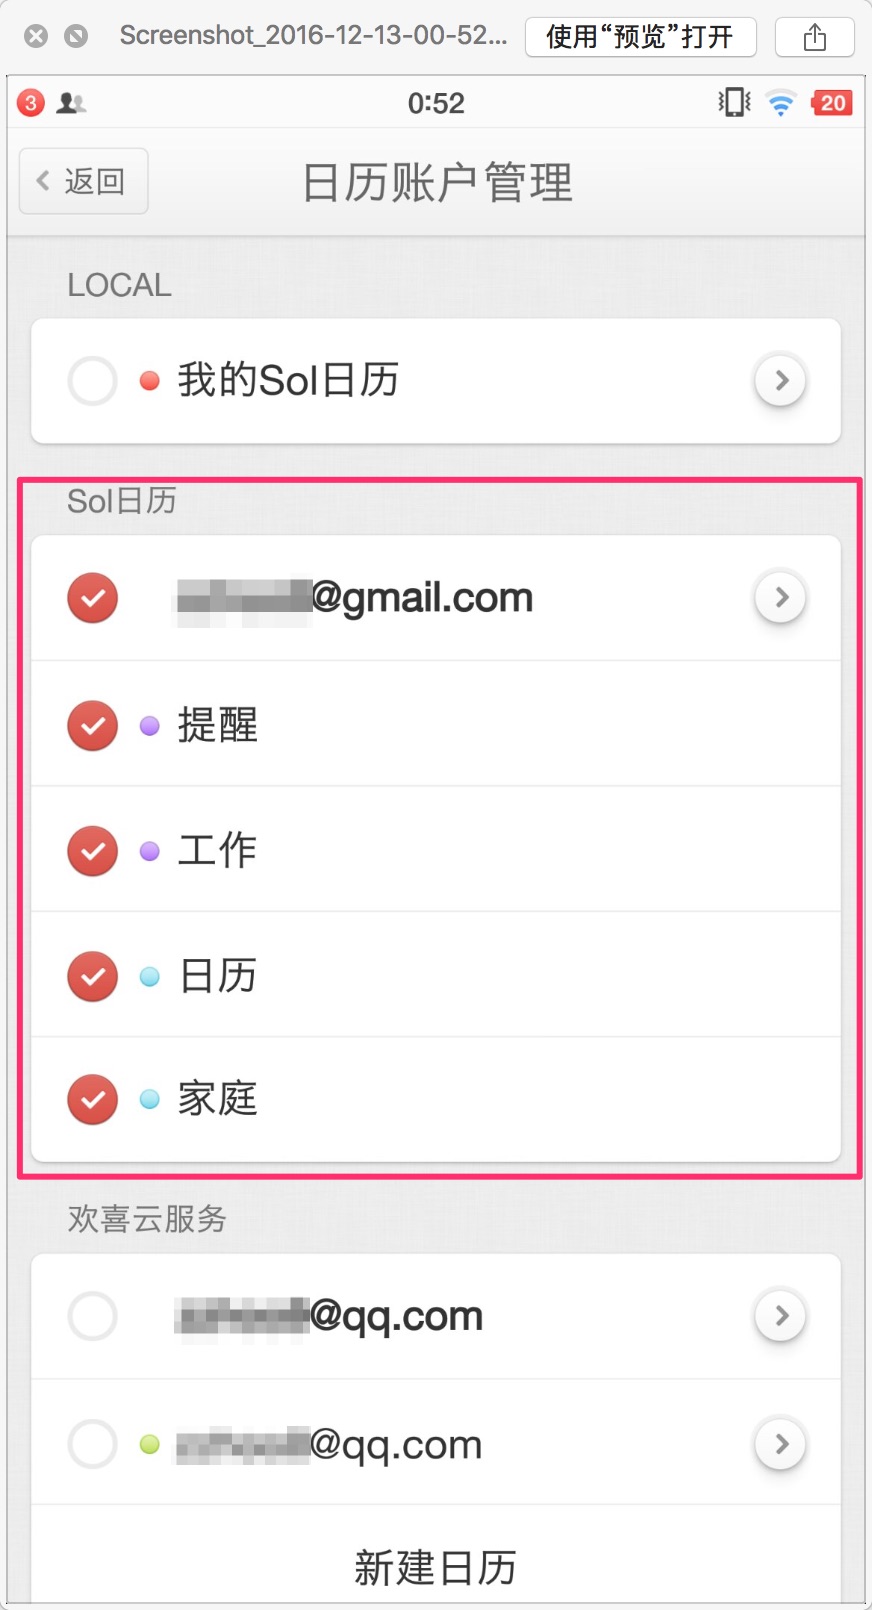 Screenshot_2016-12-13-00-52...
使用“预览”打开
3
0:52
20
返回
日历账户管理
LOCAL
我的Sol日历
Sol日历
@gmail.com
提醒
工作
日历
家庭
欢喜云服务
@qq.com
@qq.com
新建日历